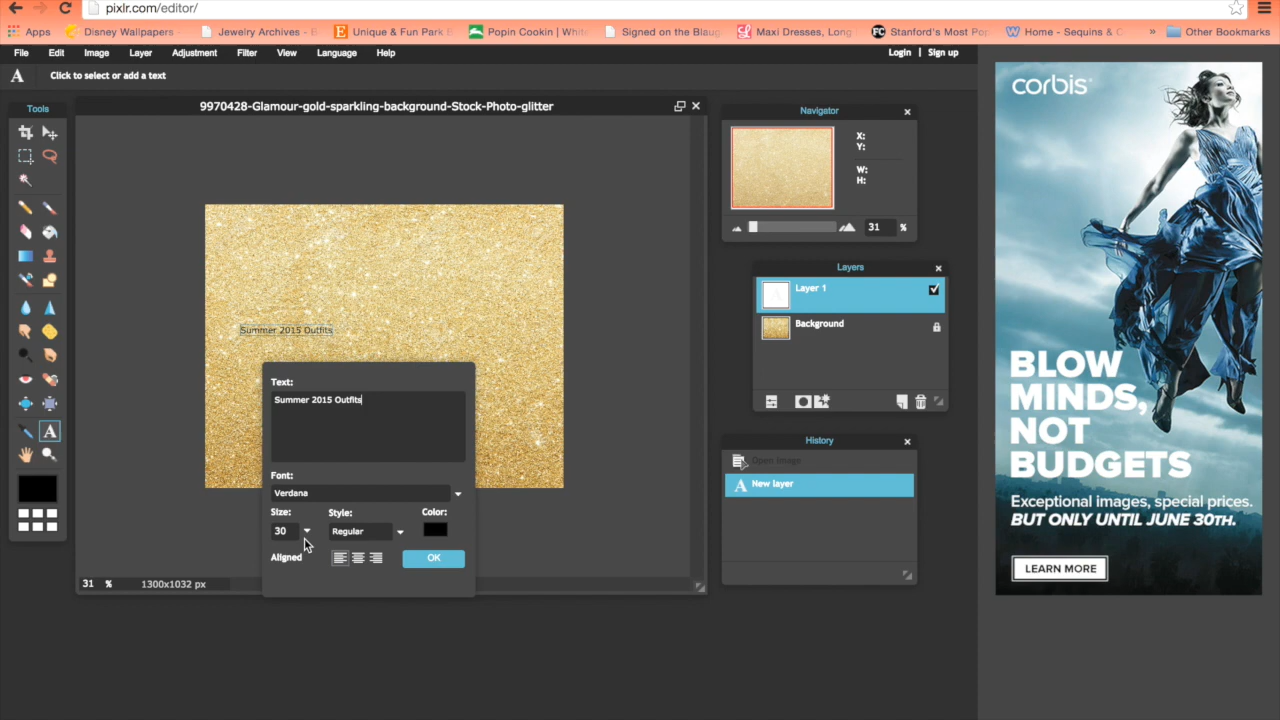 pixlr.com/editor/
Apps
Disney Wallpapers
Jewelry Archives - B
Unique & Fun Park B
Popin Cookin | White
Signed on the Blaug
Maxi Dresses, Long
Stanford's Most Pop
Home - Sequins & C
»
Other Bookmarks
File Edit Image Layer Adjustment Filter View Language Help
Login | Sign up
A Click to select or add a text
Tools
9970428-Glamour-gold-sparkling-background-Stock-Photo-glitter
Summer 2015 Outfits
Text:
Summer 2015 Outfits
Font:
Verdana
Size: Style: Color:
30 Regular
Aligned OK
31 % 1300x1032 px
A
Navigator
X:
Y:
W:
H:
31 %
Layers
Layer 1
Background
History
Open image
A New layer
corbis
BLOW
MINDS,
NOT
BUDGETS
Exceptional images, special prices.
BUT ONLY UNTIL JUNE 30TH.
LEARN MORE